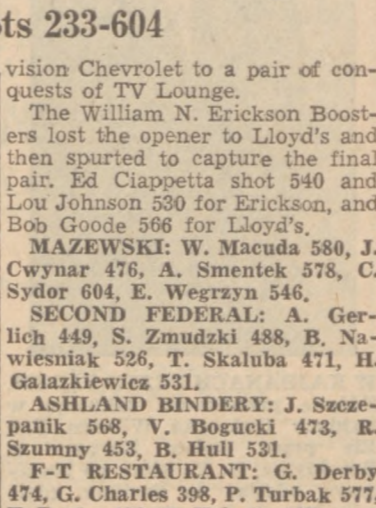 ts 233-604
vision Chevrolet to a pair of con-
quests of TV Lounge.
The William N. Erickson Boost-
ers lost the opener to Lloyd's and
then spurted to capture the final
pair. Ed Ciappetta shot 540 and
Lou Johnson 530 for Erickson, and
Bob Goode 566 for Lloyd's.
MAZEWSKI: W. Macuda 580, J.
Cwynar 476, A. Smentek 578, C.
Sydor 604, E. Wegrzyn 546.
SECOND FEDERAL: A. Ger-
lich 449, S. Zmudzki 488, B. Na-
wiesniak 526, T. Skaluba 471, H.
Galazkiewicz 531.
ASHLAND BINDERY: J. Szcze-
panik 568, V. Bogucki 473, R.
Szumny 453, B. Hull 531.
F-T RESTAURANT: G. Derby
474, G. Charles 398, P. Turbak 577,